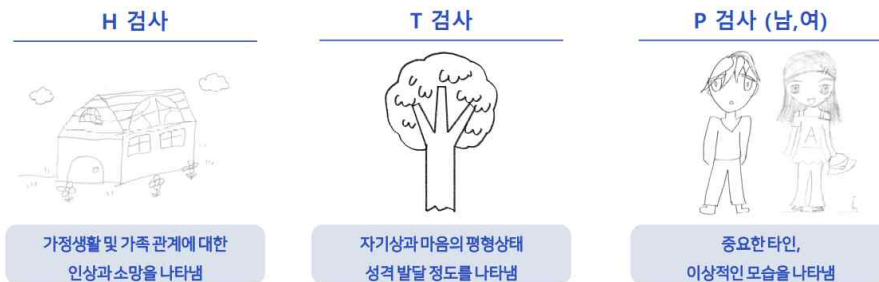 H 검사
T 검사
P 검사 (남,여)
가정생활 및 가족 관계에 대한
인상과 소망을 나타냄
자기상과 마음의 평형상태
성격 발달 정도를 나타냄
중요한 타인,
이상적인 모습을 나타냄